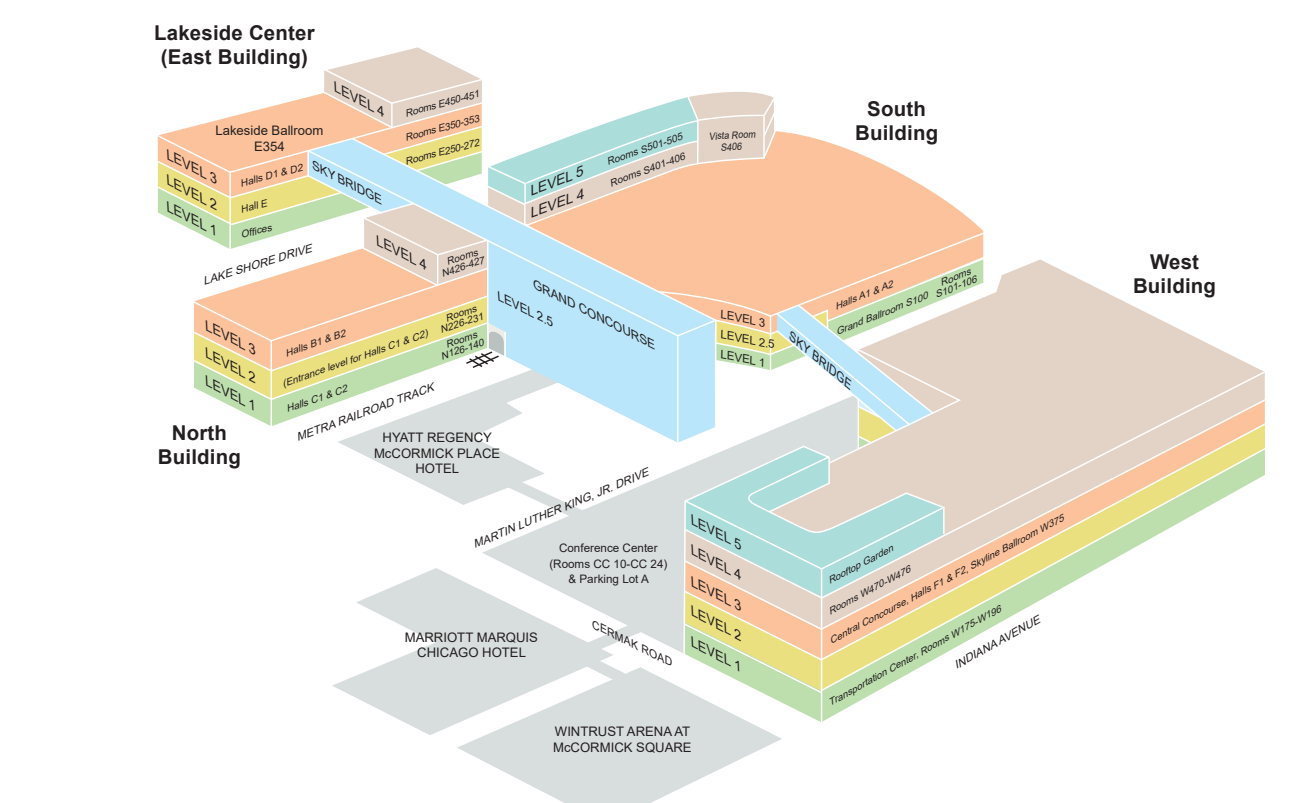 Lakeside Center
(East Building)
LEVEL 4
Rooms E450-451
Lakeside Ballroom
E354
Rooms E350-353
Rooms E250-272
LEVEL 3
Halls D1 & D2
LEVEL 2
Hall E
LEVEL 1
Offices
SKY BRIDGE
LAKE SHORE DRIVE
South
Building
LEVEL 5
Rooms S501-505
LEVEL 4
Rooms S401-406
Vista Room
S406
LEVEL 3
Halls A1 & A2
LEVEL 2.5
LEVEL 1
Grand Ballroom S100
Rooms
S101-106
SKY BRIDGE
GRAND CONCOURSE
LEVEL 2.5
LEVEL 4
Rooms
N426-427
LEVEL 3
Halls B1 & B2
LEVEL 2
(Entrance level for Halls C1 & C2)
Rooms
N226-231
LEVEL 1
Halls C1 & C2
Rooms
N126-140
METRA RAILROAD TRACK
North
Building
West
Building
HYATT REGENCY
McCORMICK PLACE
HOTEL
MARTIN LUTHER KING, JR. DRIVE
Conference Center
(Rooms CC 10-CC 24)
& Parking Lot A
LEVEL 5
Rooftop Garden
LEVEL 4
Rooms W470-W476
LEVEL 3
Central Concourse, Halls F1 & F2, Skyline Ballroom W375
LEVEL 2
LEVEL 1
Transportation Center, Rooms W175-W196
INDIANA AVENUE
CERMAK ROAD
MARRIOTT MARQUIS
CHICAGO HOTEL
WINTRUST ARENA AT
McCORMICK SQUARE